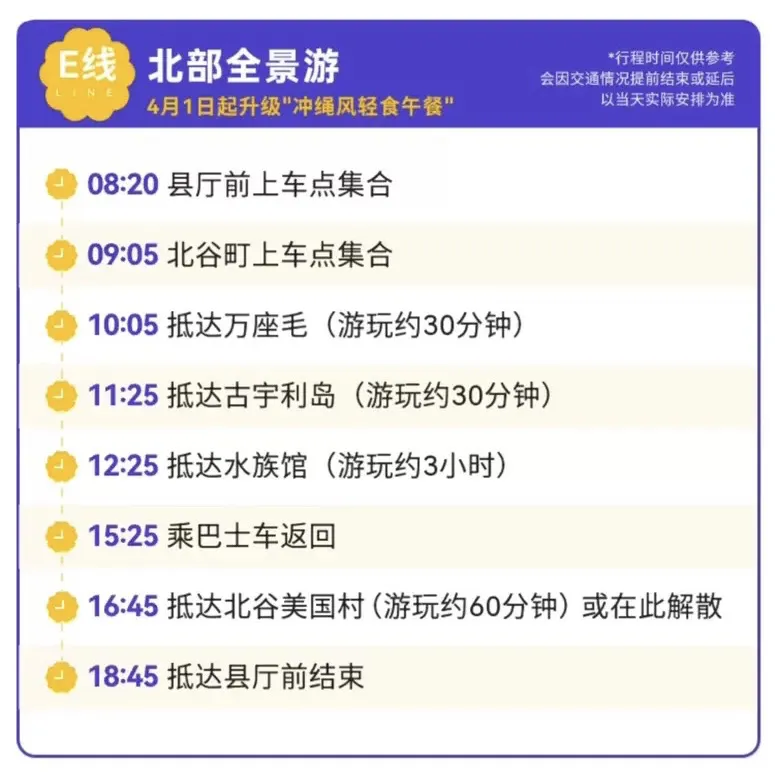 E线
LINE
北部全景游
4月1日起升级"冲绳风轻食午餐"
*行程时间仅供参考
会因交通情况提前结束或延后
以当天实际安排为准
08:20 县厅前上车点集合
09:05 北谷町上车点集合
10:05 抵达万座毛（游玩约30分钟）
11:25 抵达古宇利岛（游玩约30分钟）
12:25 抵达水族馆（游玩约3小时）
15:25 乘巴士车返回
16:45 抵达北谷美国村（游玩约60分钟）或在此解散
18:45 抵达县厅前结束